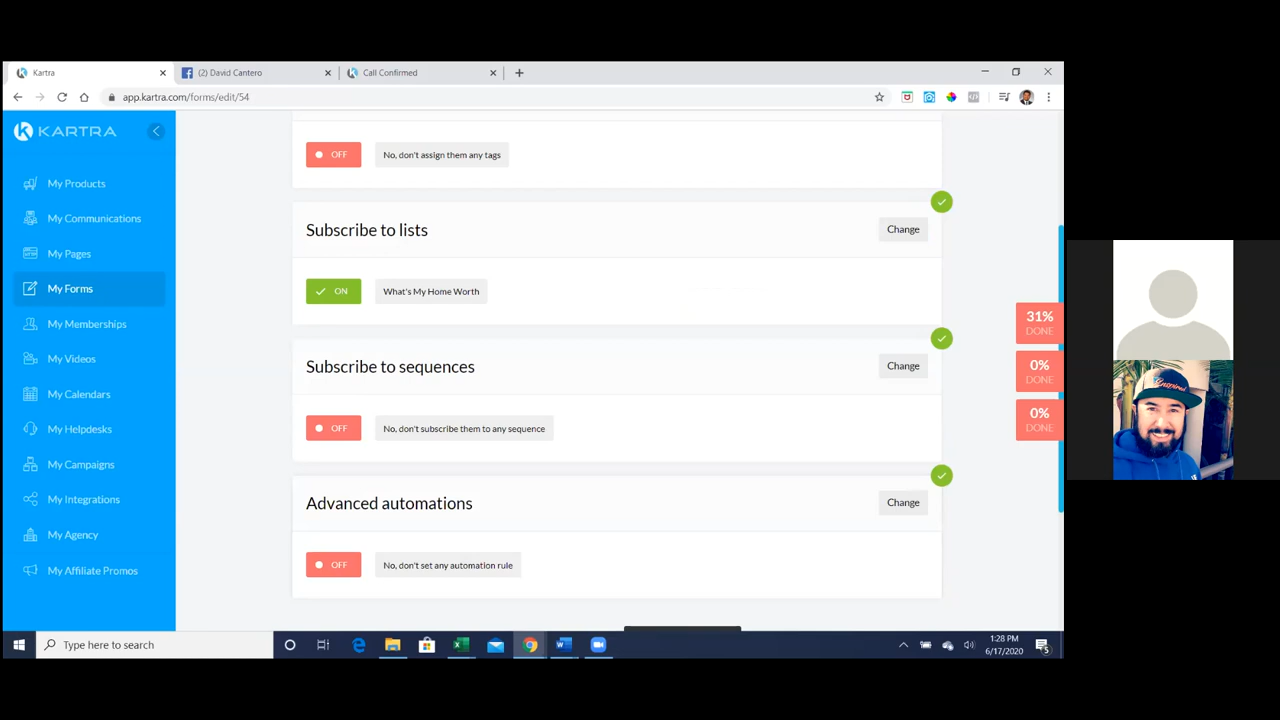 Kartra
(2) David Cantero
Call Confirmed
app.kartra.com/forms/edit/54
KARTRA
My Products
My Communications
My Pages
My Forms
My Memberships
My Videos
My Calendars
My Helpdesks
My Campaigns
My Integrations
My Agency
My Affiliate Promos
OFF
No, don't assign them any tags
Subscribe to lists
Change
ON
What's My Home Worth
Subscribe to sequences
Change
OFF
No, don't subscribe them to any sequence
Advanced automations
Change
OFF
No, don't set any automation rule
31%
DONE
0%
DONE
0%
DONE
Inspired
Type here to search
1:28 PM
6/17/2020
5